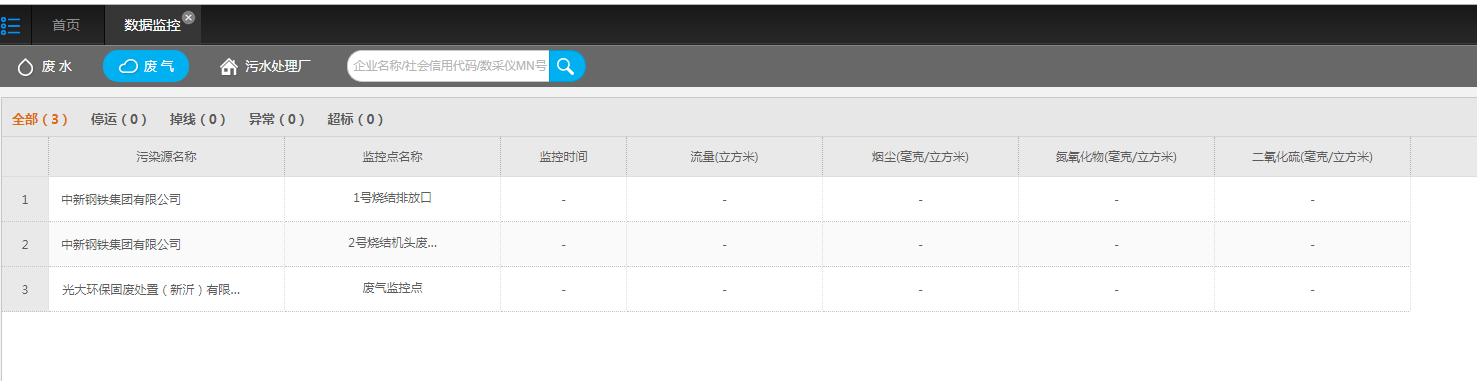 首页 数据监控
废 水 废 气 污水处理厂 企业名称/社会信用代码/数采仪MN号
全部 ( 3 ) 停运 ( 0 ) 掉线 ( 0 ) 异常 ( 0 ) 超标 ( 0 )
污染源名称 监控点名称 监控时间 流量(立方米) 烟尘(毫克/立方米) 氮氧化物(毫克/立方米) 二氧化硫(毫克/立方米)
1 中新钢铁集团有限公司 1号烧结排放口 - - - - -
2 中新钢铁集团有限公司 2号烧结机头废... - - - - -
3 光大环保固废处置（新沂）有限... 废气监控点 - - - - -